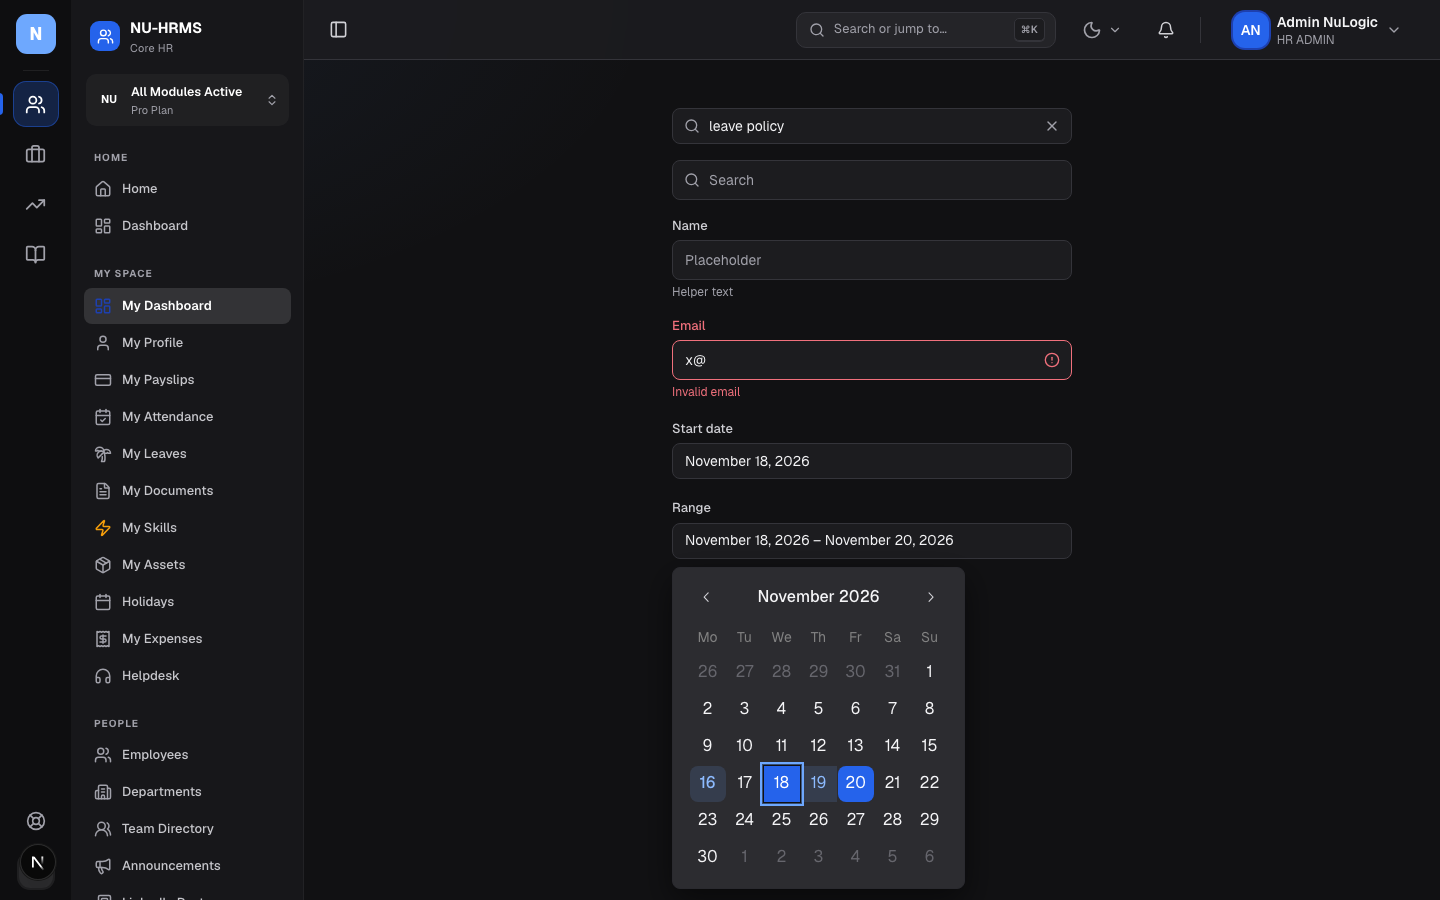 N
NU-HRMS
Core HR
NU
All Modules Active
Pro Plan
HOME
Home
Dashboard
MY SPACE
My Dashboard
My Profile
My Payslips
My Attendance
My Leaves
My Documents
My Skills
My Assets
Holidays
My Expenses
Helpdesk
PEOPLE
Employees
Departments
Team Directory
Announcements
N
Search or jump to...
⌘K
AN
Admin NuLogic
HR ADMIN
leave policy
Search
Name
Placeholder
Helper text
Email
x@
Invalid email
Start date
November 18, 2026
Range
November 18, 2026 – November 20, 2026
November 2026
Mo Tu We Th Fr Sa Su
26 27 28 29 30 31 1
2 3 4 5 6 7 8
9 10 11 12 13 14 15
16 17 18 19 20 21 22
23 24 25 26 27 28 29
30 1 2 3 4 5 6